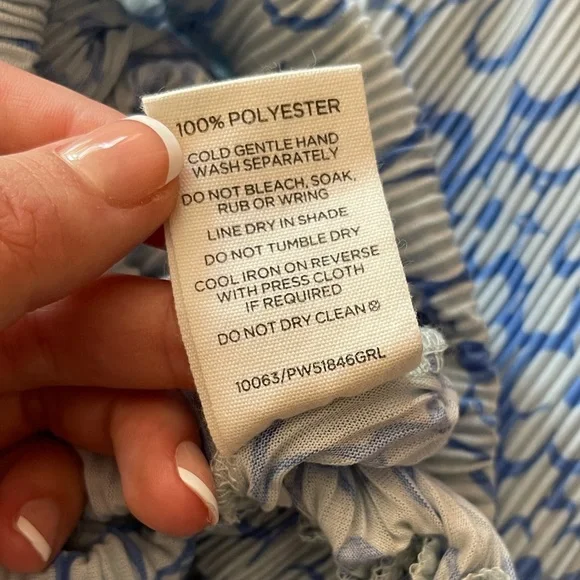 100% POLYESTER
COLD GENTLE HAND
WASH SEPARATELY
DO NOT BLEACH, SOAK,
RUB OR WRING
LINE DRY IN SHADE
DO NOT TUMBLE DRY
COOL IRON ON REVERSE
WITH PRESS CLOTH
IF REQUIRED
DO NOT DRY CLEAN
10063/PW51846GRL